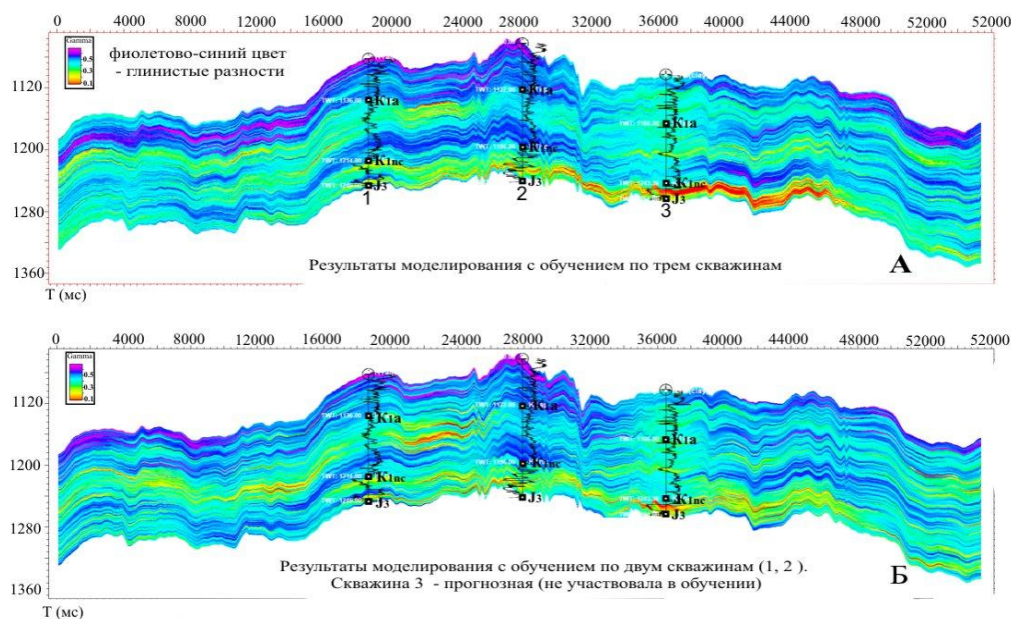 0 4000 8000 12000 16000 20000 24000 28000 32000 36000 40000 44000 48000 52000 52000
Gamma
0.5
0.3
0.1
фиолетово-синий цвет
- глинистые разности
1120
1200
1280
1360
K1a
K1a
K1a
K1nc
K1nc
K1nc
J3
J3
J3
1
2
3
Результаты моделирования с обучением по трем скважинам
А
Т (мс)
0 4000 8000 12000 16000 20000 24000 28000 32000 36000 40000 44000 48000 52000 52000
Gamma
0.5
0.3
0.1
1120
1200
1280
1360
K1a
K1a
K1a
K1nc
K1nc
K1nc
J3
J3
J3
Результаты моделирования с обучением по двум скважинам (1, 2 ).
Скважина 3 - прогнозная (не участвовала в обучении)
Б
Т (мс)